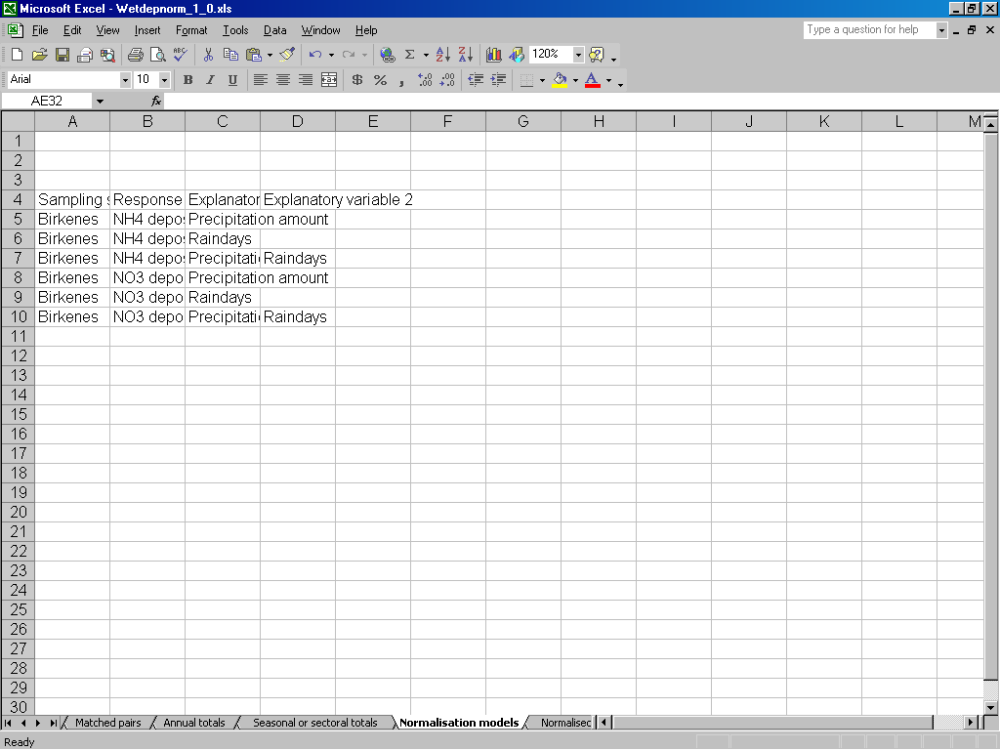 Microsoft Excel - Wetdepnorm_1_0.xls
File Edit View Insert Format Tools Data Window Help Type a question for help
120%
Arial 10 B I U $ % ,
AE32 fx
A B C D E F G H I J K L M
1
2
3
4 Sampling s Response Explanator Explanatory variable 2
5 Birkenes NH4 depos Precipitation amount
6 Birkenes NH4 depos Raindays
7 Birkenes NH4 depos Precipitati Raindays
8 Birkenes NO3 depo Precipitation amount
9 Birkenes NO3 depo Raindays
10 Birkenes NO3 depo Precipitati Raindays
11
12
13
14
15
16
17
18
19
20
21
22
23
24
25
26
27
28
29
30
Matched pairs Annual totals Seasonal or sectoral totals Normalisation models Normalised
Ready